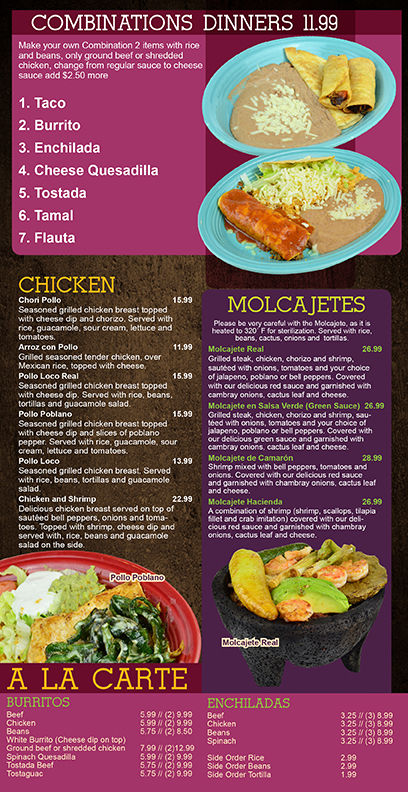 COMBINATIONS DINNERS 11.99
Make your own Combination 2 items with rice
and beans, only ground beef or shredded
chicken, change from regular sauce to cheese
sauce add $2.50 more
1. Taco
2. Burrito
3. Enchilada
4. Cheese Quesadilla
5. Tostada
6. Tamal
7. Flauta
CHICKEN
Chori Pollo 15.99
Seasoned grilled chicken breast topped
with cheese dip and chorizo. Served with
rice, guacamole, sour cream, lettuce and
tomatoes.
Arroz con Pollo 11.99
Grilled seasoned tender chicken, over
Mexican rice, topped with cheese.
Pollo Loco Real 15.99
Seasoned grilled chicken breast topped
with cheese dip. Served with rice, beans,
tortillas and guacamole salad.
Pollo Poblano 15.99
Seasoned grilled chicken breast topped
with cheese dip and slices of poblano
pepper. Served with rice, guacamole, sour
cream, lettuce and tomatoes.
Pollo Loco 13.99
Seasoned grilled chicken breast. Served
with rice, beans, tortillas and guacamole
salad.
Chicken and Shrimp 22.99
Delicious chicken breast served on top of
sautéed bell peppers, onions and toma-
toes. Topped with shrimp, cheese dip and
served with, rice, beans and guacamole
salad on the side.
Pollo Poblano
MOLCAJETES
Please be very careful with the Molcajete, as it is
heated to 320˚ F for sterilization. Served with rice,
beans, cactus, onions and tortillas.
Molcajete Real 26.99
Grilled steak, chicken, chorizo and shrimp,
sautéed with onions, tomatoes and your choice
of jalapeno, poblano or bell peppers. Covered
with our delicious red sauce and garnished with
cambray onions, cactus leaf and cheese.
Molcajete en Salsa Verde (Green Sauce) 26.99
Grilled steak, chicken, chorizo and shrimp, sau-
teed with onions, tomatoes and your choice of
jalapeno, poblano or bell peppers. Covered with
our delicious green sauce and garnished with
cambray onions, cactus leaf and cheese.
Molcajete de Camarón 28.99
Shrimp mixed with bell peppers, tomatoes and
onions. Covered with our delicious red sauce
and garnished with chambray onions, cactus leaf
and cheese.
Molcajete Hacienda 26.99
A combination of shrimp (shrimp, scallops, tilapia
fillet and crab imitation) covered with our deli-
cious red sauce and garnished with chambray
onions, cactus leaf and cheese.
Molcajete Real
A LA CARTE
BURRITOS
Beef 5.99 // (2) 9.99
Chicken 5.99 // (2) 9.99
Beans 5.75 // (2) 8.50
White Burrito (Cheese dip on top)
Ground beef or shredded chicken 7.99 // (2)12.99
Spinach Quesadilla 5.99 // (2) 9.99
Tostada Beef 5.75 // (2) 9.99
Tostaguac 5.75 // (2) 9.99
ENCHILADAS
Beef 3.25 // (3) 8.99
Chicken 3.25 // (3) 8.99
Beans 3.25 // (3) 8.99
Spinach 3.25 // (3) 8.99
Side Order Rice 2.99
Side Order Beans 2.99
Side Order Tortilla 1.99